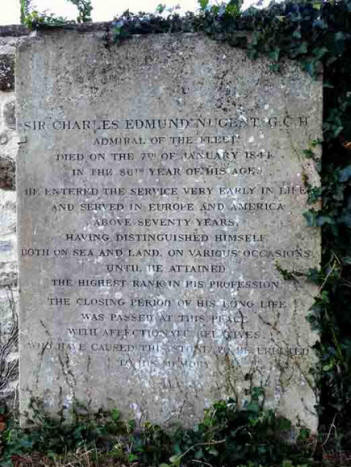 SIR CHARLES EDMUND NUGENT G.C.H
ADMIRAL OF THE FLEET
DIED ON THE 7TH OF JANUARY 1844
IN THE 86TH YEAR OF HIS AGE
HE ENTERED THE SERVICE VERY EARLY IN LIFE
AND SERVED IN EUROPE AND AMERICA
ABOVE SEVENTY YEARS,
HAVING DISTINGUISHED HIMSELF
BOTH ON SEA AND LAND, ON VARIOUS OCCASIONS
UNTIL HE ATTAINED
THE HIGHEST RANK IN HIS PROFESSION.
THE CLOSING PERIOD OF HIS LONG LIFE
WAS PASSED AT THIS PLACE
WITH AFFECTIONATE RELATIVES
WHO HAVE CAUSED THIS STONE TO BE ERECTED
TO HIS MEMORY